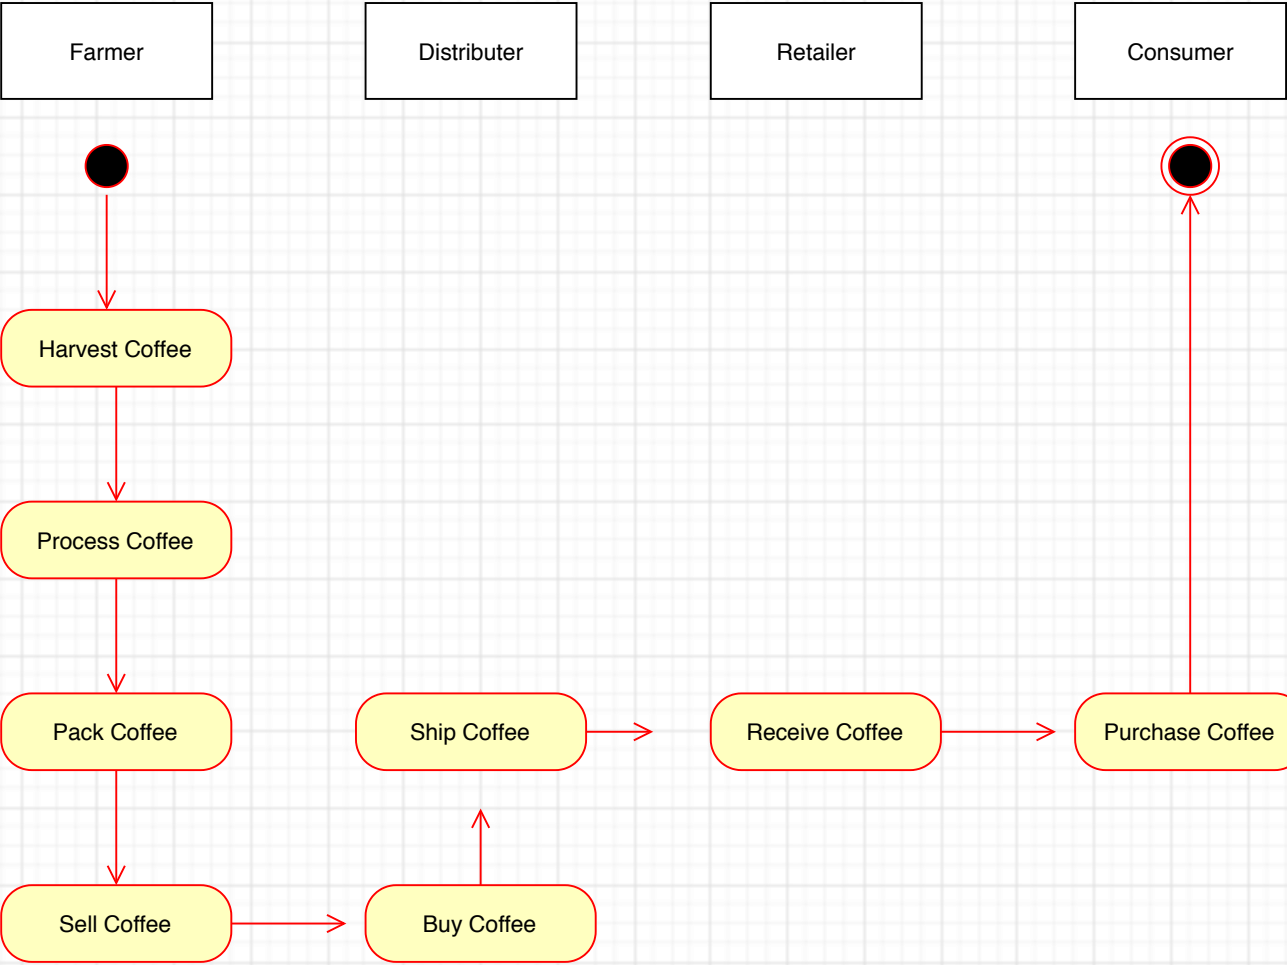 Farmer
Distributer
Retailer
Consumer
Harvest Coffee
Process Coffee
Pack Coffee
Ship Coffee
Receive Coffee
Purchase Coffee
Sell Coffee
Buy Coffee